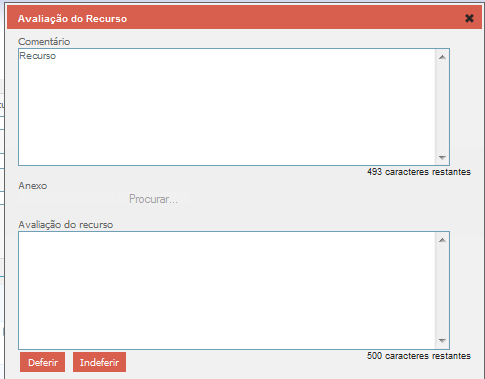 Avaliação do Recurso
Comentário
Recurso
493 caracteres restantes
Anexo
Procurar...
Avaliação do recurso
500 caracteres restantes
Deferir Indeferir